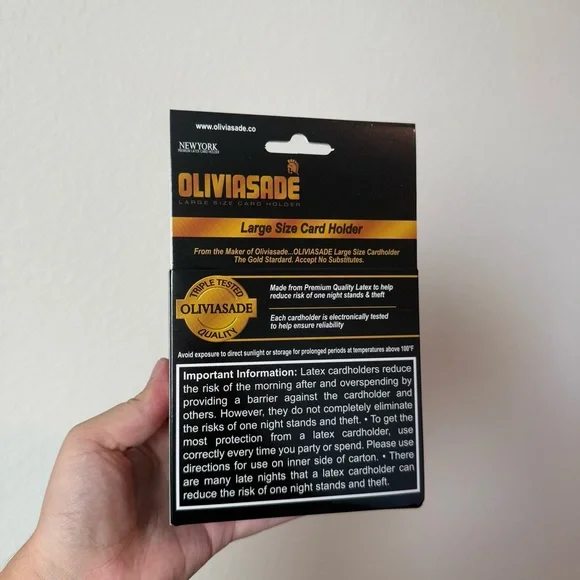 www.oliviasade.co
NEW YORK
PREMIUM LATEX CARD HOLDER
OLIVIASADE
LARGE SIZE CARD HOLDER
Large Size Card Holder
From the Maker of Oliviasade...OLIVIASADE Large Size Cardholder
The Gold Stardard. Accept No Substitutes.
TRIPLE TESTED
OLIVIASADE
QUALITY
Made from Premium Quality Latex to help
reduce risk of one night stands & theft
Each cardholder is electronically tested
to help ensure reliability
Avoid exposure to direct sunlight or storage for prolonged periods at temperatures above 100°F
Important Information: Latex cardholders reduce
the risk of the morning after and overspending by
providing a barrier against the cardholder and
others. However, they do not completely eliminate
the risks of one night stands and theft. • To get the
most protection from a latex cardholder, use
correctly every time you party or spend. Please use
directions for use on inner side of carton. • There
are many late nights that a latex cardholder can
reduce the risk of one night stands and theft.